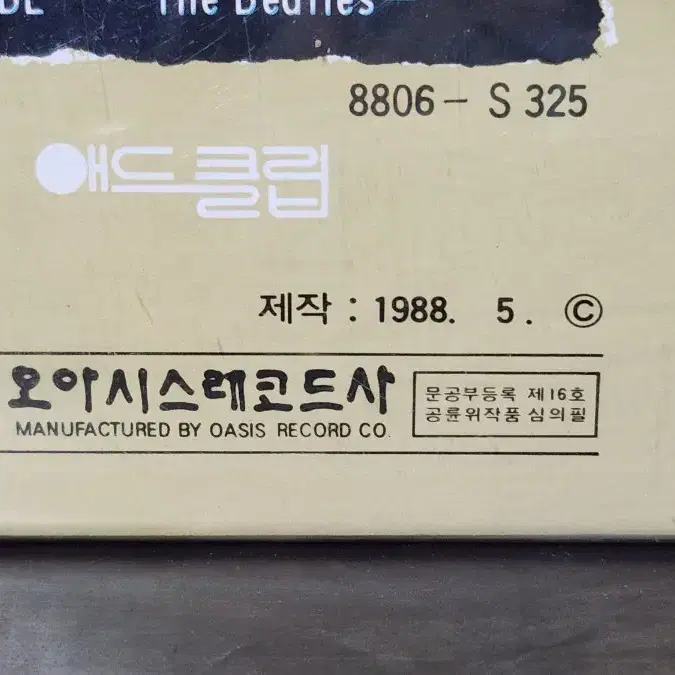 The Beatles
8806 - S 325
애드클럽
제작 : 1988. 5. ©
오아시스레코드사
MANUFACTURED BY OASIS RECORD CO.
문공부등록 제16호
공륜위작품 심의필